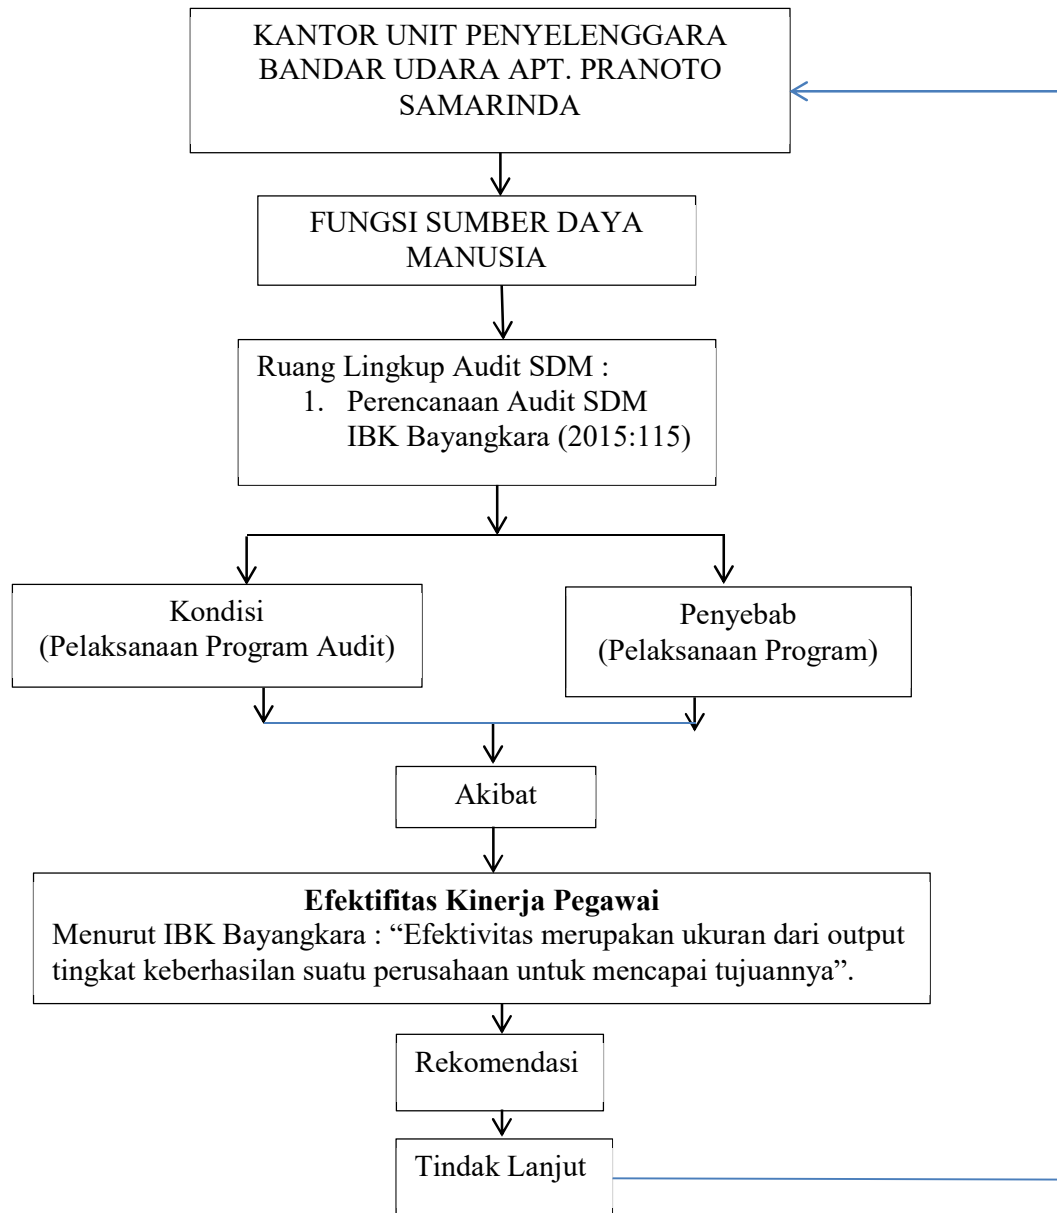 KANTOR UNIT PENYELENGGARA
BANDAR UDARA APT. PRANOTO
SAMARINDA
FUNGSI SUMBER DAYA
MANUSIA
Ruang Lingkup Audit SDM :
1. Perencanaan Audit SDM
IBK Bayangkara (2015:115)
Kondisi
(Pelaksanaan Program Audit)
Penyebab
(Pelaksanaan Program)
Akibat
Efektifitas Kinerja Pegawai
Menurut IBK Bayangkara : “Efektivitas merupakan ukuran dari output
tingkat keberhasilan suatu perusahaan untuk mencapai tujuannya”.
Rekomendasi
Tindak Lanjut